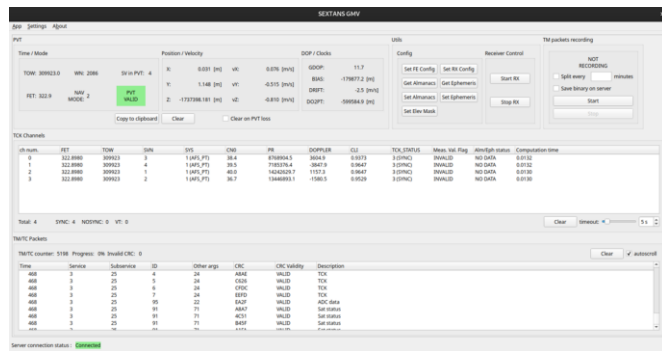 SEXTANS GMV
App Settings About
PVT
Utils
TM packets recording
Time / Mode
Position / Velocity
DOP / Clocks
Config
Receiver Control
TOW: 309923.0 WN: 2086 SV in PVT: 4
FET: 322.9 NAV MODE: 2 PVT VALID
X: 0.031 [m] vX: 0.076 [m/s]
Y: 1.148 [m] vY: -0.515 [m/s]
Z: -1737398.181 [m] vZ: -0.810 [m/s]
GDOP: 11.7
BIAS: -179877.2 [m]
DRIFT: -2.5 [m/s]
DO2PT: -599584.9 [m]
Copy to clipboard Clear Clear on PVT loss
Set FE Config Set RX Config
Get Almanacs Get Ephemeris
Set Almanacs Set Ephemeris
Set Elev Mask
Start RX
Stop RX
NOT RECORDING
Split every minutes
Save binary on server
Start
Stop
TCX Channels
ch num. FET TOW SVN SYS CN0 PR DOPPLER CLI TCX_STATUS Meas. Val. Flag Alm/Eph status Computation time
0 322.8980 309923 3 1 (AFS_PT) 38.4 8768904.5 3604.9 0.9373 3 (SYNC) INVALID NO DATA 0.0132
1 322.8980 309923 4 1 (AFS_PT) 39.5 7185376.4 -3847.9 0.9647 3 (SYNC) INVALID NO DATA 0.0132
2 322.8980 309923 1 1 (AFS_PT) 40.0 14242629.7 1157.3 0.9647 3 (SYNC) INVALID NO DATA 0.0130
3 322.8980 309923 2 1 (AFS_PT) 36.7 13446893.1 -1580.5 0.9529 3 (SYNC) INVALID NO DATA 0.0130
Total: 4 SYNC: 4 NOSYNC: 0 VT: 0
Clear timeout: 5 s
TM/TC Packets
TM/TC counter: 5198 Progress: 0% Invalid CRC: 0
Clear autoscroll
Time Service Subservice ID Other args CRC CRC Validity Description
468 3 25 4 24 A8AE VALID TCX
468 3 25 5 24 C626 VALID TCX
468 3 25 6 24 CFDC VALID TCX
468 3 25 7 24 EEFD VALID TCX
468 3 25 95 22 EA2F VALID ADC data
468 3 25 91 71 A8A7 VALID Sat status
468 3 25 91 71 4C51 VALID Sat status
468 3 25 91 71 B45F VALID Sat status
Server connection status : Connected